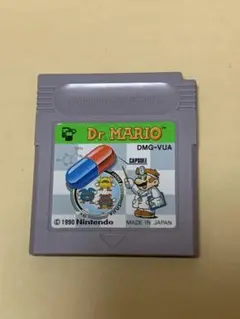 Dr. MARIO
DMG-VUA
CAPSULE
© 1990 Nintendo
MADE IN JAPAN